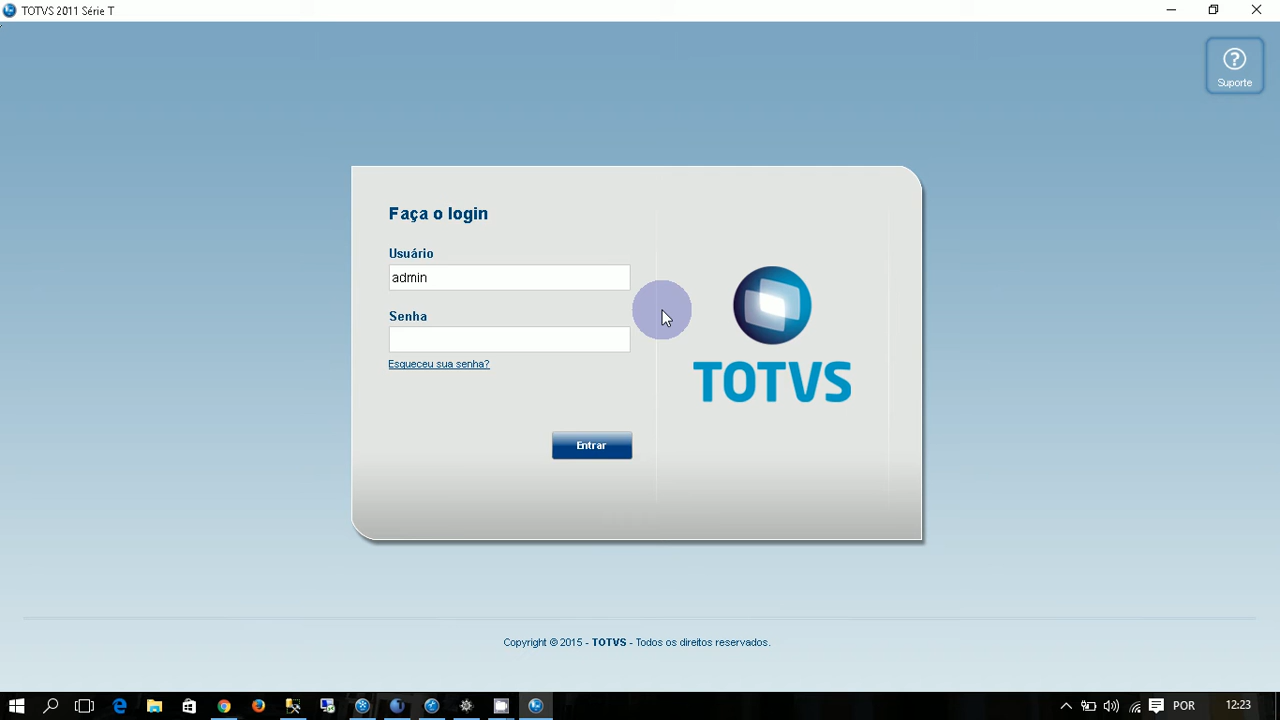 TOTVS 2011 Série T
?
Suporte
Faça o login
Usuário
admin
Senha
Esqueceu sua senha?
Entrar
TOTVS
Copyright © 2015 - TOTVS - Todos os direitos reservados.
POR
12:23